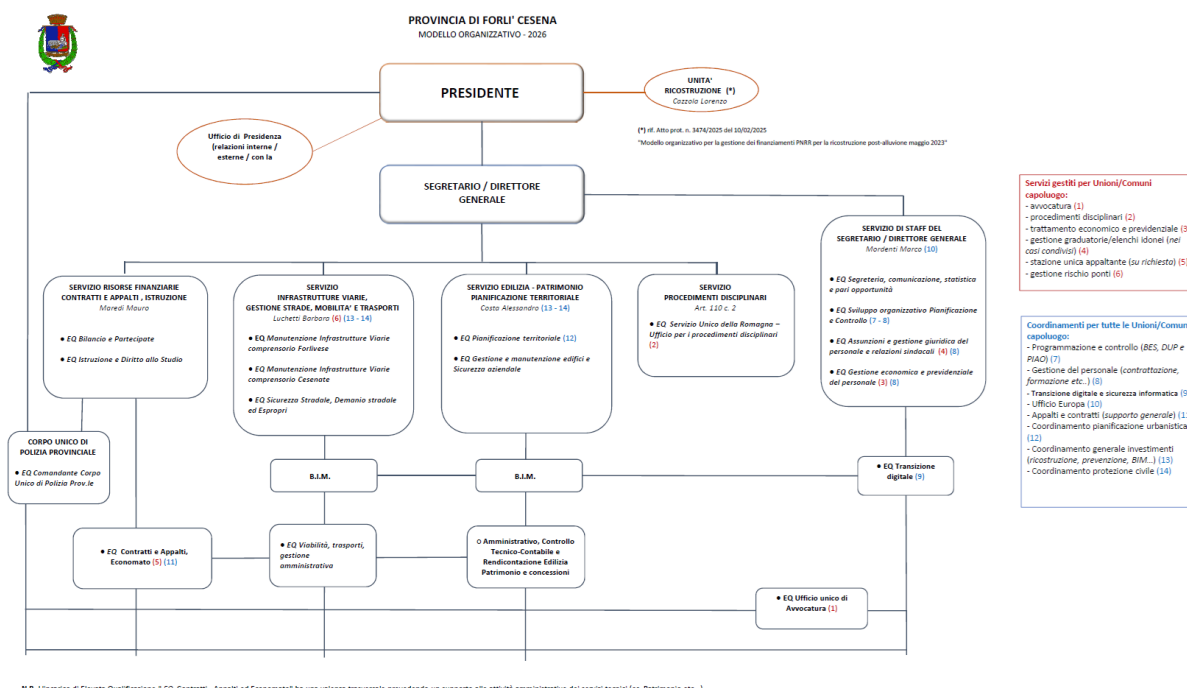 PROVINCIA DI FORLI' CESENA
MODELLO ORGANIZZATIVO - 2026
PRESIDENTE
UNITA'
RICOSTRUZIONE (*)
Cazzola Lorenzo
Ufficio di Presidenza
(relazioni interne /
esterne / con la
(*) rif. Atto prot. n. 3474/2025 del 10/02/2025
"Modello organizzativo per la gestione dei finanziamenti PNRR per la ricostruzione post-alluvione maggio 2023"
SEGRETARIO / DIRETTORE
GENERALE
SERVIZIO DI STAFF DEL
SEGRETARIO / DIRETTORE GENERALE
Mordenti Marco (10)
● EQ Segreteria, comunicazione, statistica
e pari opportunità
● EQ Sviluppo organizzativo Pianificazione
e Controllo (7 - 8)
● EQ Assunzioni e gestione giuridica del
personale e relazioni sindacali (4) (8)
● EQ Gestione economica e previdenziale
del personale (3) (8)
SERVIZIO RISORSE FINANZIARIE
CONTRATTI E APPALTI , ISTRUZIONE
Maredi Mauro
● EQ Bilancio e Partecipate
● EQ Istruzione e Diritto allo Studio
SERVIZIO
INFRASTRUTTURE VIARIE,
GESTIONE STRADE, MOBILITA' E TRASPORTI
Luchetti Barbara (6) (13 - 14)
● EQ Manutenzione Infrastrutture Viarie
comprensorio Forlivese
● EQ Manutenzione Infrastrutture Viarie
comprensorio Cesenate
● EQ Sicurezza Stradale, Demanio stradale
ed Espropri
SERVIZIO EDILIZIA - PATRIMONIO
PIANIFICAZIONE TERRITORIALE
Costa Alessandro (13 - 14)
● EQ Pianificazione territoriale (12)
● EQ Gestione e manutenzione edifici e
Sicurezza aziendale
SERVIZIO
PROCEDIMENTI DISCIPLINARI
Art. 110 c. 2
● EQ Servizio Unico della Romagna –
Ufficio per i procedimenti disciplinari
(2)
CORPO UNICO DI
POLIZIA PROVINCIALE
● EQ Comandante Corpo
Unico di Polizia Prov.le
B.I.M.
B.I.M.
● EQ Transizione
digitale (9)
● EQ Contratti e Appalti,
Economato (5) (11)
● EQ Viabilità, trasporti,
gestione
amministrativa
○ Amministrativo, Controllo
Tecnico-Contabile e
Rendicontazione Edilizia
Patrimonio e concessioni
● EQ Ufficio unico di
Avvocatura (1)
Servizi gestiti per Unioni/Comuni
capoluogo:
- avvocatura (1)
- procedimenti disciplinari (2)
- trattamento economico e previdenziale (3
- gestione graduatorie/elenchi idonei (nei
casi condivisi) (4)
- stazione unica appaltante (su richiesta) (5)
- gestione rischio ponti (6)
Coordinamenti per tutte le Unioni/Comuni
capoluogo:
- Programmazione e controllo (BES, DUP e
PIAO) (7)
- Gestione del personale (contrattazione,
formazione etc..) (8)
- Transizione digitale e sicurezza informatica (9
- Ufficio Europa (10)
- Appalti e contratti (supporto generale) (11
- Coordinamento pianificazione urbanistica
(12)
- Coordinamento generale investimenti
(ricostruzione, prevenzione, BIM...) (13)
- Coordinamento protezione civile (14)